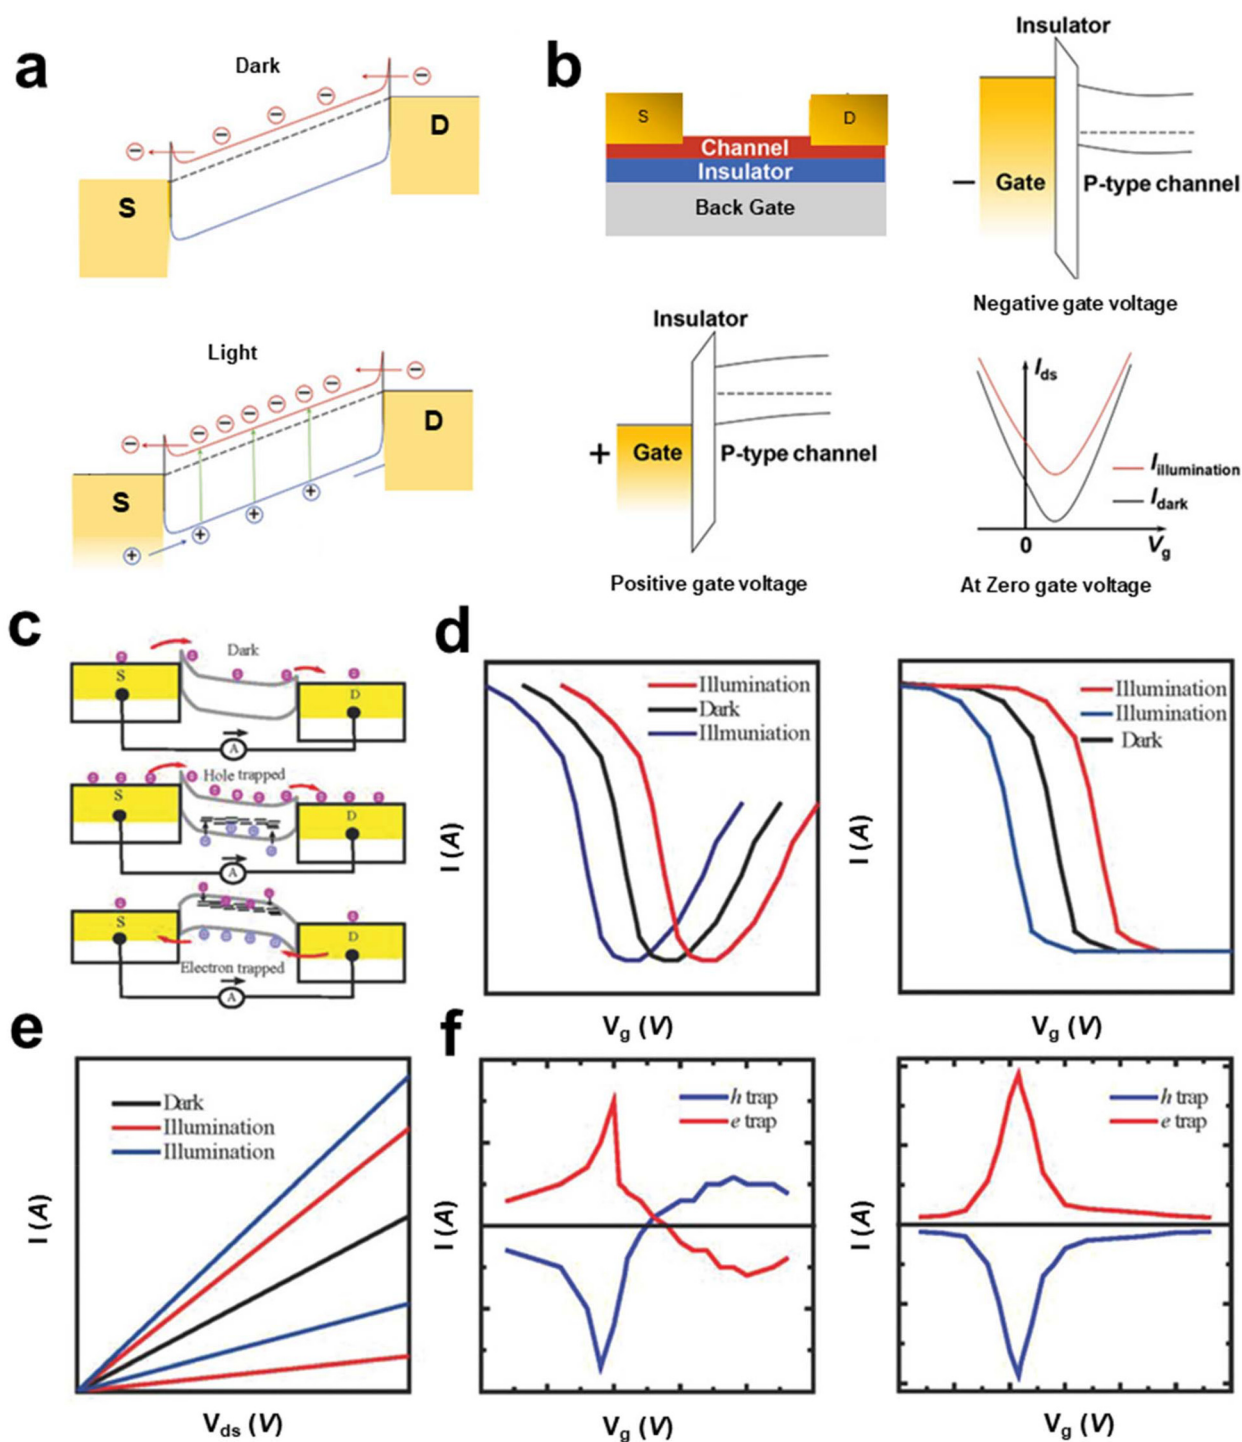 a
Dark
S
D
Light
S
D
b
S
D
Channel
Insulator
Back Gate
Insulator
− Gate
P-type channel
Negative gate voltage
Insulator
+ Gate
P-type channel
Positive gate voltage
Ids
Iillumination
Idark
0
Vg
At Zero gate voltage
c
Dark
S
D
A
Hole trapped
S
D
A
S
D
Electron trapped
A
d
Illumination
Dark
Illmuniation
I (A)
Vg (V)
Illumination
Illumination
Dark
I (A)
Vg (V)
e
Dark
Illumination
Illumination
I (A)
Vds (V)
f
h trap
e trap
I (A)
Vg (V)
h trap
e trap
I (A)
Vg (V)